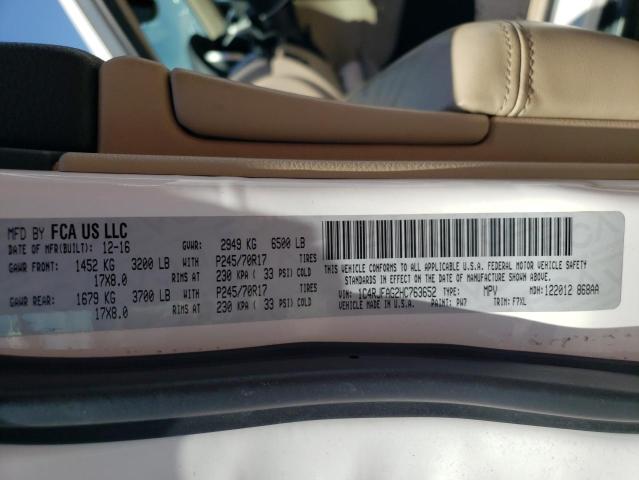 MFD BY FCA US LLC
DATE OF MFR(BUILT): 12-16 GVWR: 2949 KG 6500 LB
GAWR FRONT: 1452 KG 3200 LB WITH P245/70R17 TIRES
17X8.0 RIMS AT 230 KPA ( 33 PSI) COLD
GAWR REAR: 1679 KG 3700 LB WITH P245/70R17 TIRES
17X8.0 RIMS AT 230 KPA ( 33 PSI) COLD
THIS VEHICLE CONFORMS TO ALL APPLICABLE U.S.A. FEDERAL MOTOR VEHICLE SAFETY
STANDARDS IN EFFECT ON THE DATE OF MANUFACTURE SHOWN ABOVE.
VIN: 1C4RJFAG2HC763652 TYPE: MPV MDH: 122012 868AA
VEHICLE MADE IN U.S.A. PAINT: PW7 TRIM: F7XL